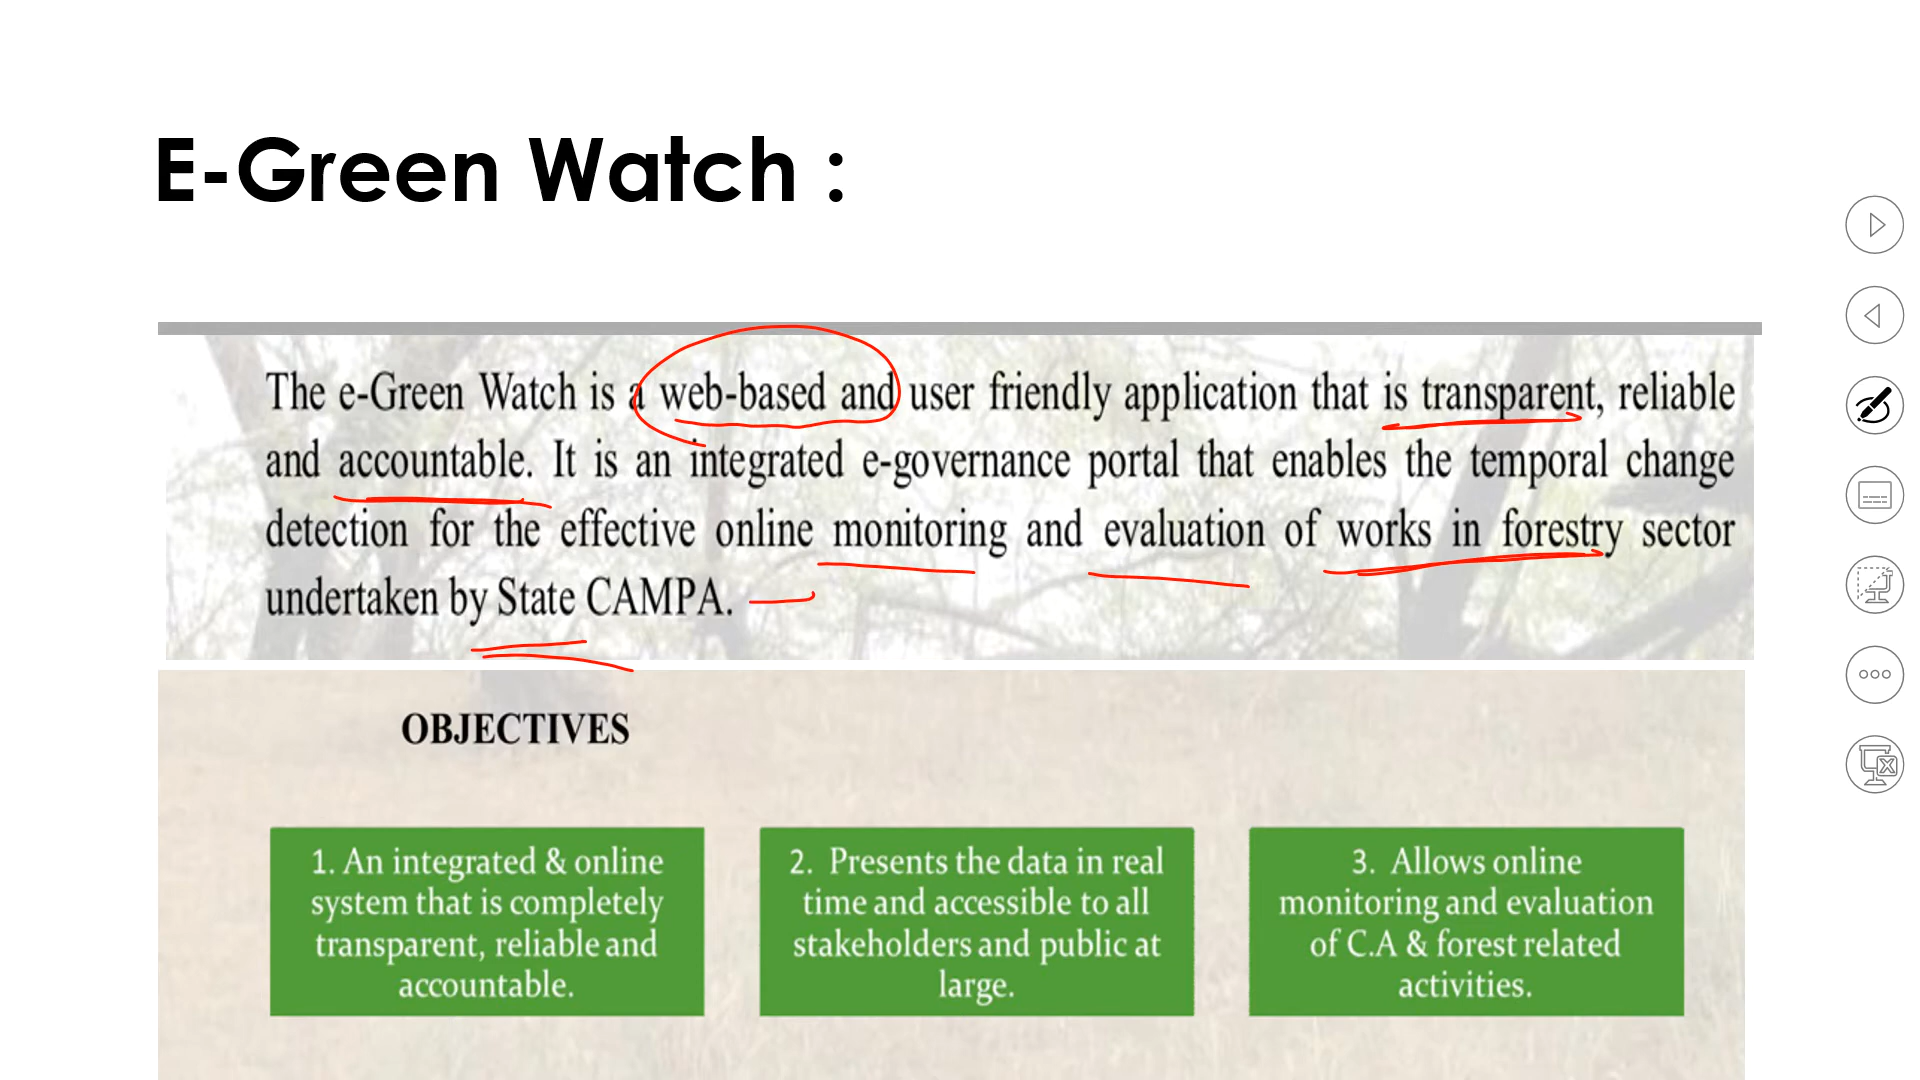 E-Green Watch :
The e-Green Watch is a web-based and user friendly application that is transparent, reliable
and accountable. It is an integrated e-governance portal that enables the temporal change
detection for the effective online monitoring and evaluation of works in forestry sector
undertaken by State CAMPA.
OBJECTIVES
1. An integrated & online
system that is completely
transparent, reliable and
accountable.
2. Presents the data in real
time and accessible to all
stakeholders and public at
large.
3. Allows online
monitoring and evaluation
of C.A & forest related
activities.